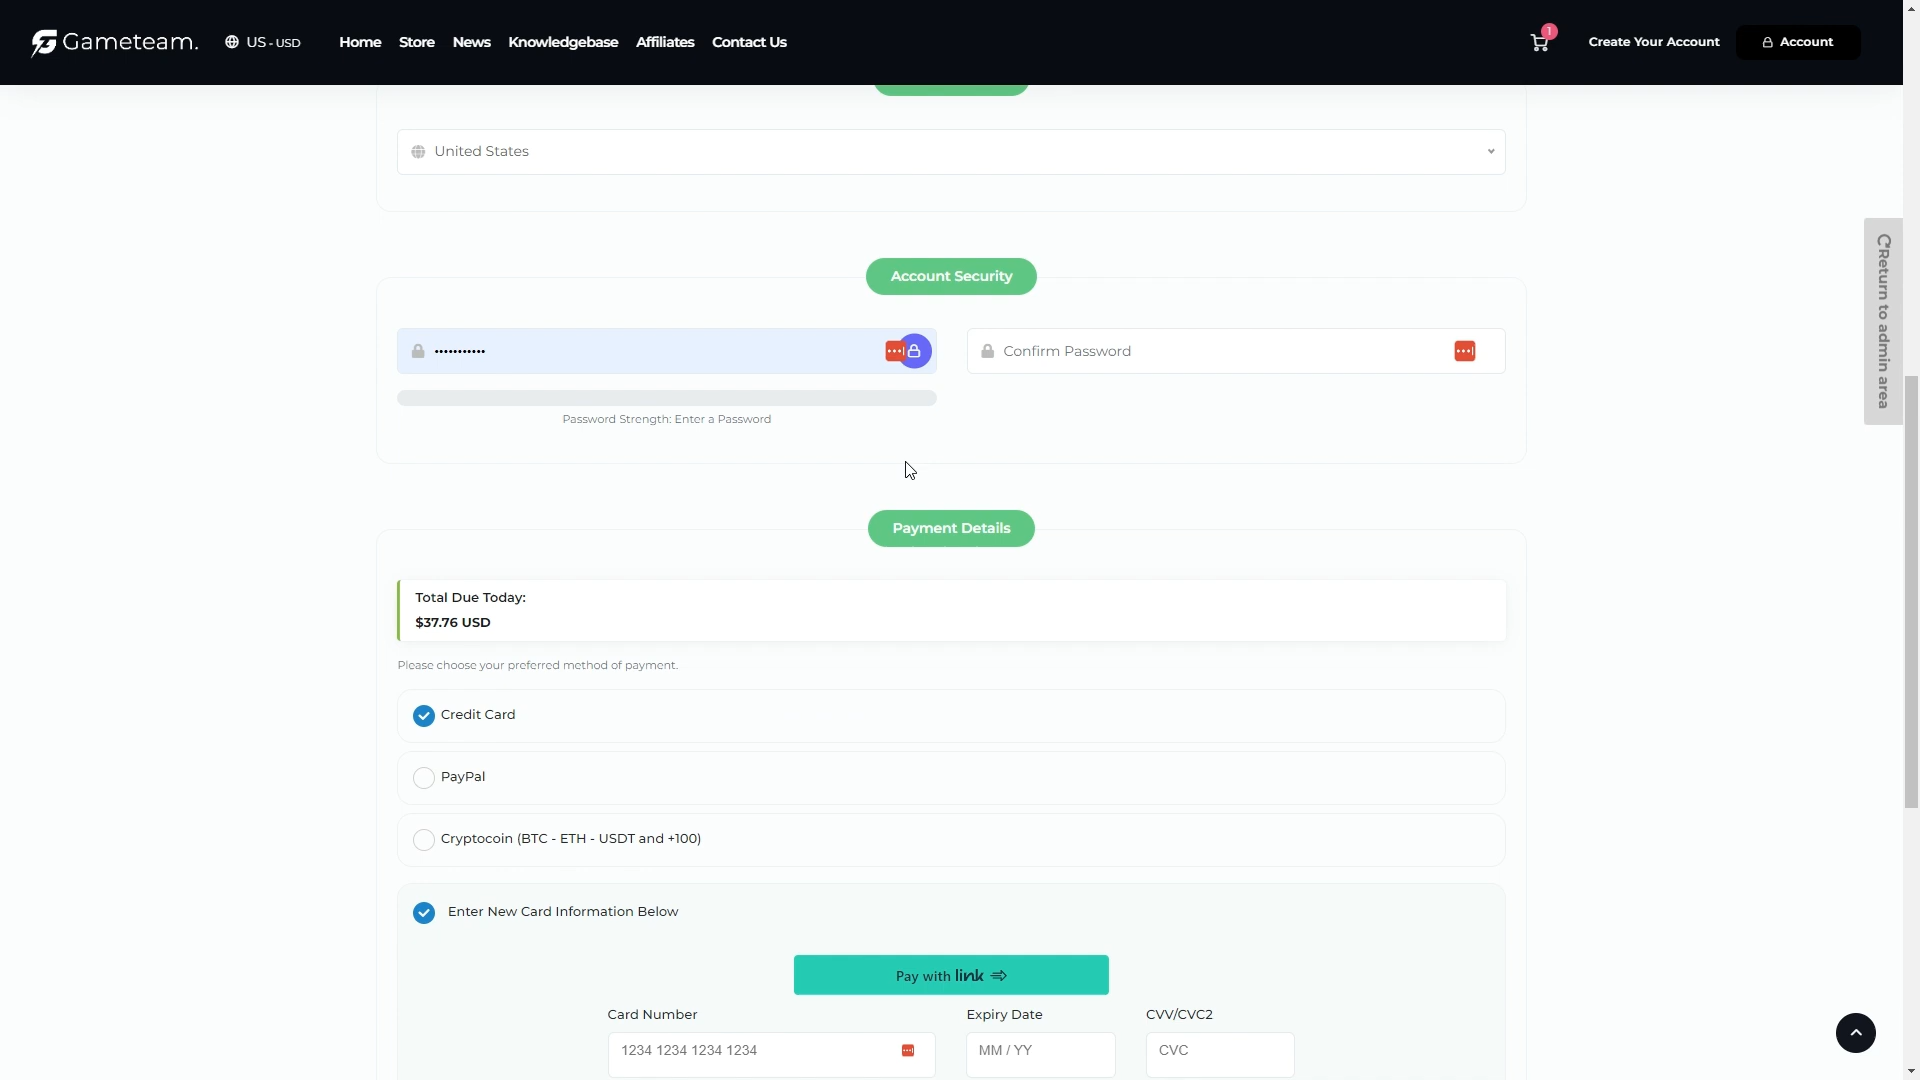 Gameteam.
US - USD
Home
Store
News
Knowledgebase
Affiliates
Contact Us
1
Create Your Account
Account
United States
Return to admin area
Account Security
•••••••••••
Confirm Password
Password Strength: Enter a Password
Payment Details
Total Due Today:
$37.76 USD
Please choose your preferred method of payment.
Credit Card
PayPal
Cryptocoin (BTC - ETH - USDT and +100)
Enter New Card Information Below
Pay with link
Card Number
Expiry Date
CVV/CVC2
1234 1234 1234 1234
MM / YY
CVC